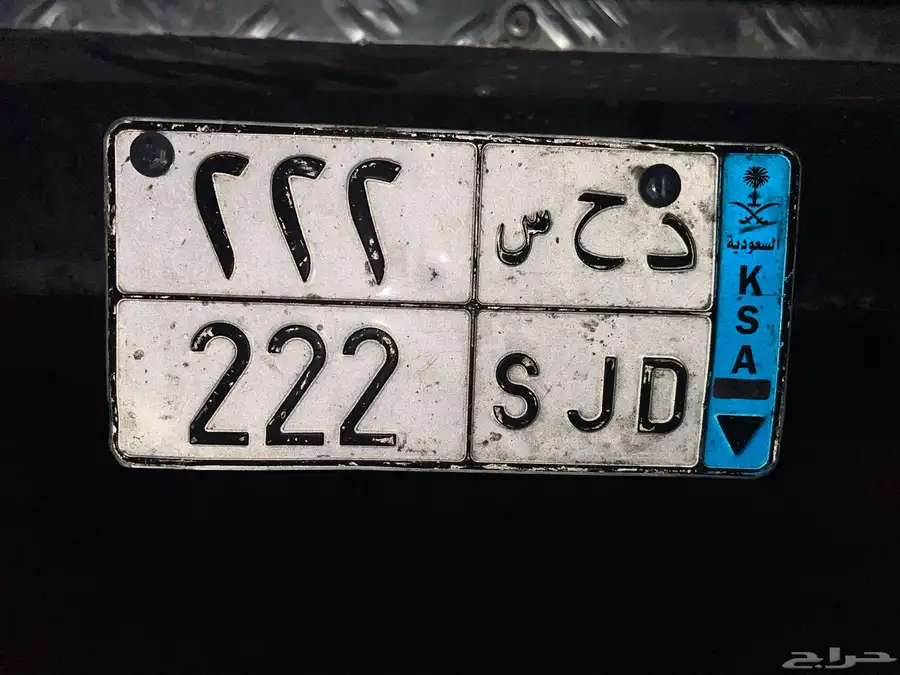 ٢٢٢ د ح س
222 S J D
السعودية
K
S
A
حراج